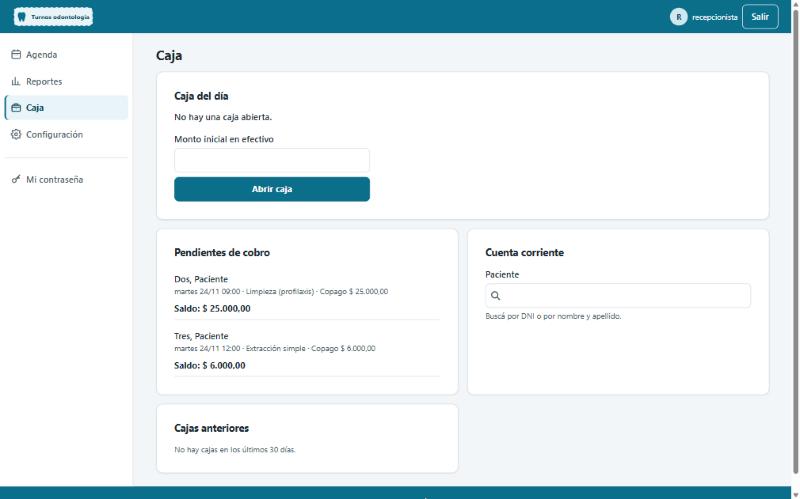 Turnos odontología
R
recepcionista
Salir
Agenda
Reportes
Caja
Configuración
Mi contraseña
Caja
Caja del día
No hay una caja abierta.
Monto inicial en efectivo
Abrir caja
Pendientes de cobro
Dos, Paciente
martes 24/11 09:00 · Limpieza (profilaxis) · Copago $ 25.000,00
Saldo: $ 25.000,00
Tres, Paciente
martes 24/11 12:00 · Extracción simple · Copago $ 6.000,00
Saldo: $ 6.000,00
Cuenta corriente
Paciente
Buscá por DNI o por nombre y apellido.
Cajas anteriores
No hay cajas en los últimos 30 días.